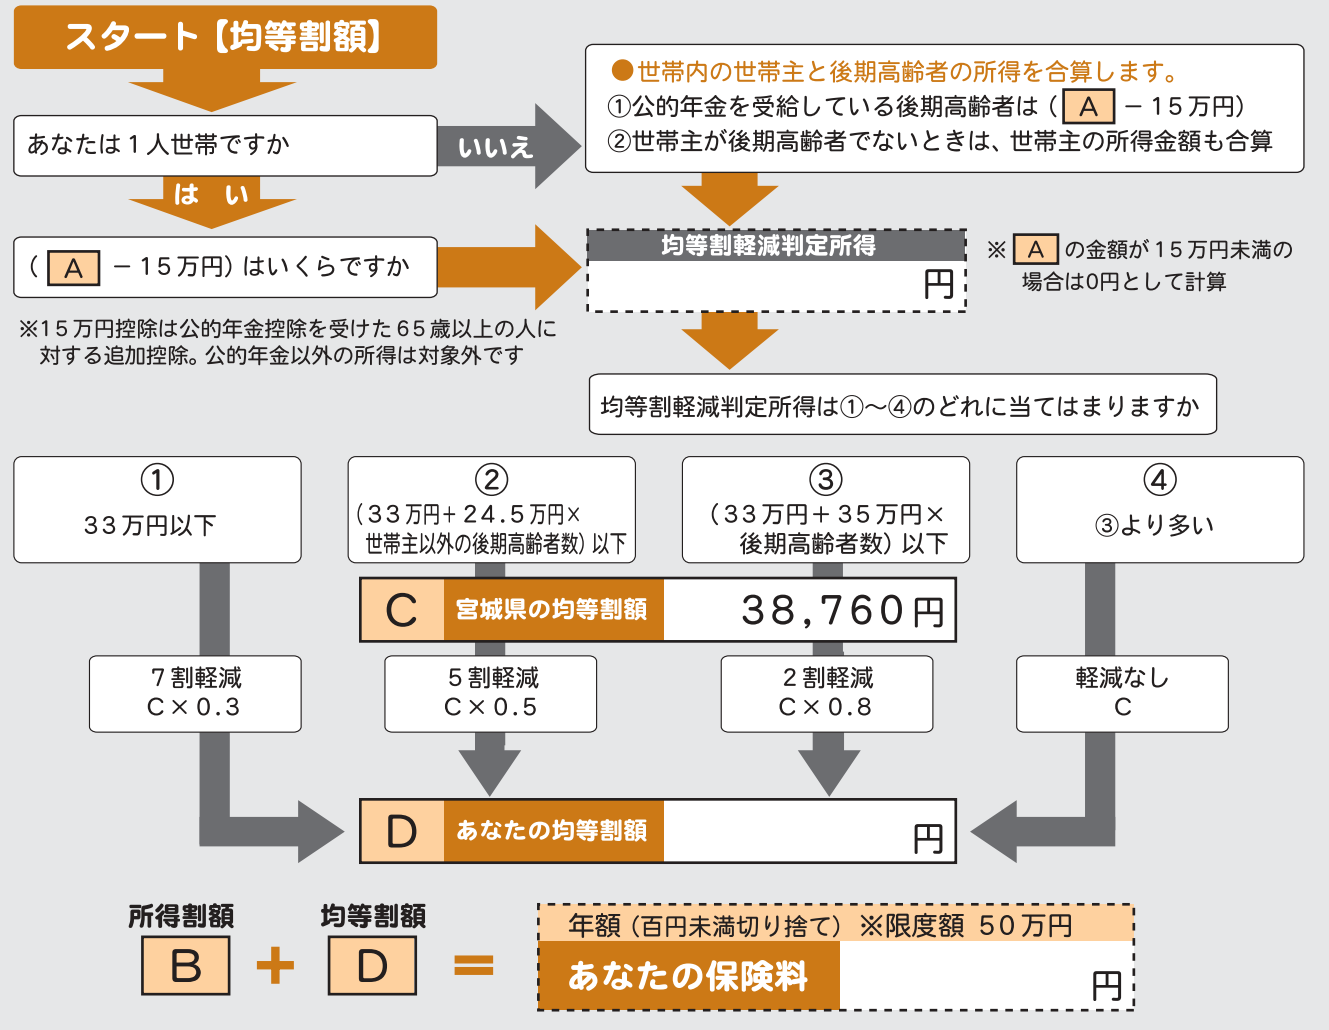 スタート【均等割額】
あなたは1人世帯ですか
いいえ
●世帯内の世帯主と後期高齢者の所得を合算します。
①公的年金を受給している後期高齢者は（A－15万円）
②世帯主が後期高齢者でないときは、世帯主の所得金額も合算
はい
（A－15万円）はいくらですか
均等割軽減判定所得
円
※Aの金額が15万円未満の
場合は0円として計算
※15万円控除は公的年金控除を受けた65歳以上の人に
対する追加控除。公的年金以外の所得は対象外です
均等割軽減判定所得は①～④のどれに当てはまりますか
①
33万円以下
②
（33万円＋24.5万円×
世帯主以外の後期高齢者数）以下
③
（33万円＋35万円×
後期高齢者数）以下
④
③より多い
C 宮城県の均等割額 38,760円
7割軽減
C×0.3
5割軽減
C×0.5
2割軽減
C×0.8
軽減なし
C
D あなたの均等割額 円
所得割額
B
＋
均等割額
D
＝
年額（百円未満切り捨て）※限度額 50万円
あなたの保険料 円